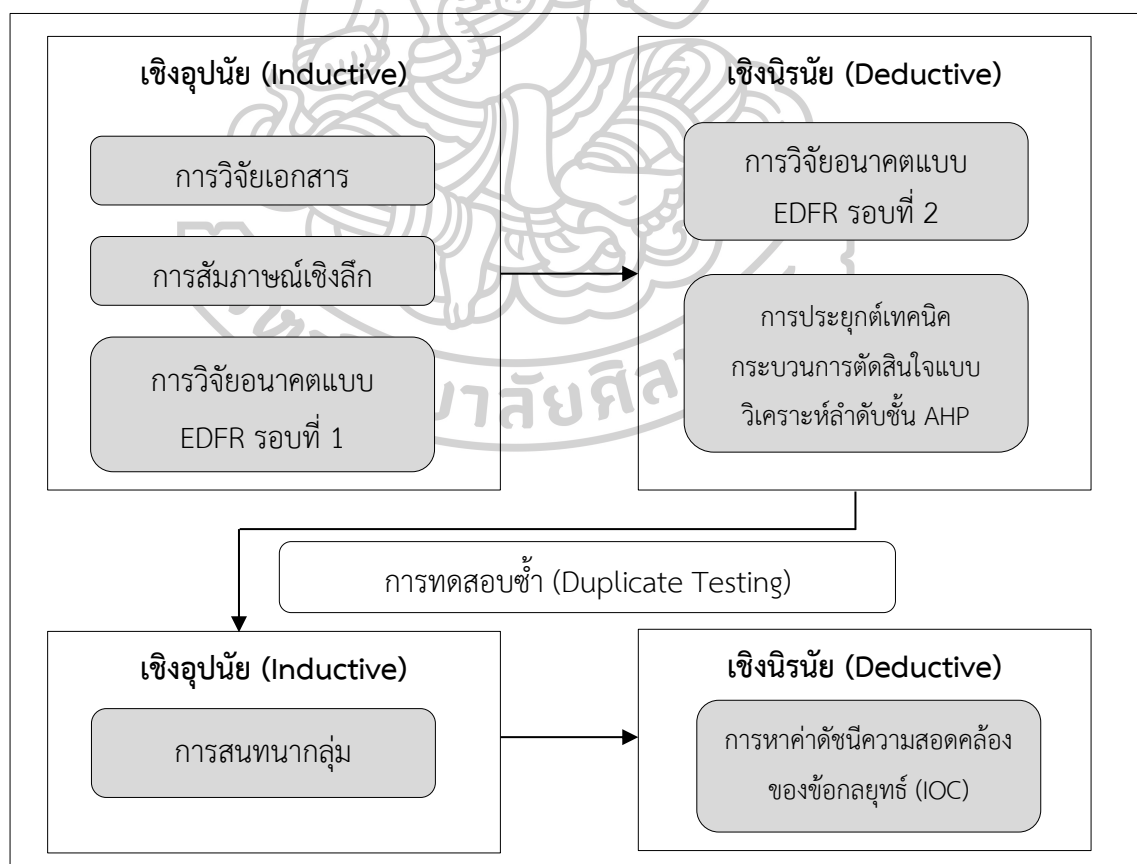 เชิงอุปนัย (Inductive)
การวิจัยเอกสาร
การสัมภาษณ์เชิงลึก
การวิจัยอนาคตแบบ
EDFR รอบที่ 1
เชิงนิรนัย (Deductive)
การวิจัยอนาคตแบบ
EDFR รอบที่ 2
การประยุกต์เทคนิค
กระบวนการตัดสินใจแบบ
วิเคราะห์ลำดับชั้น AHP
การทดสอบซ้ำ (Duplicate Testing)
เชิงอุปนัย (Inductive)
การสนทนากลุ่ม
เชิงนิรนัย (Deductive)
การหาค่าดัชนีความสอดคล้อง
ของข้อกลยุทธ์ (IOC)